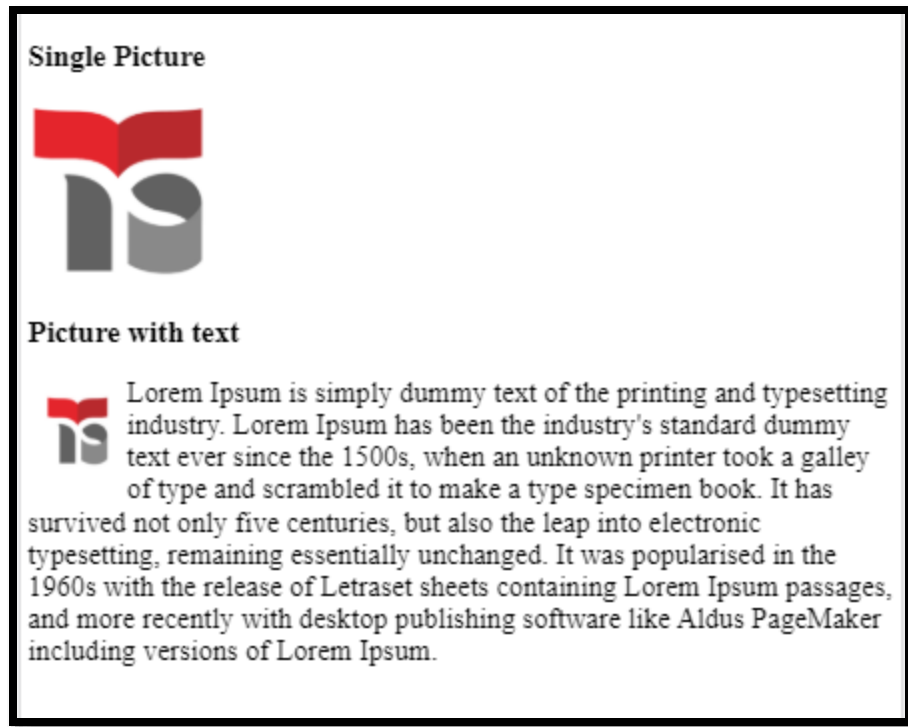 Single Picture
Picture with text
Lorem Ipsum is simply dummy text of the printing and typesetting
industry. Lorem Ipsum has been the industry's standard dummy
text ever since the 1500s, when an unknown printer took a galley
of type and scrambled it to make a type specimen book. It has
survived not only five centuries, but also the leap into electronic
typesetting, remaining essentially unchanged. It was popularised in the
1960s with the release of Letraset sheets containing Lorem Ipsum passages,
and more recently with desktop publishing software like Aldus PageMaker
including versions of Lorem Ipsum.